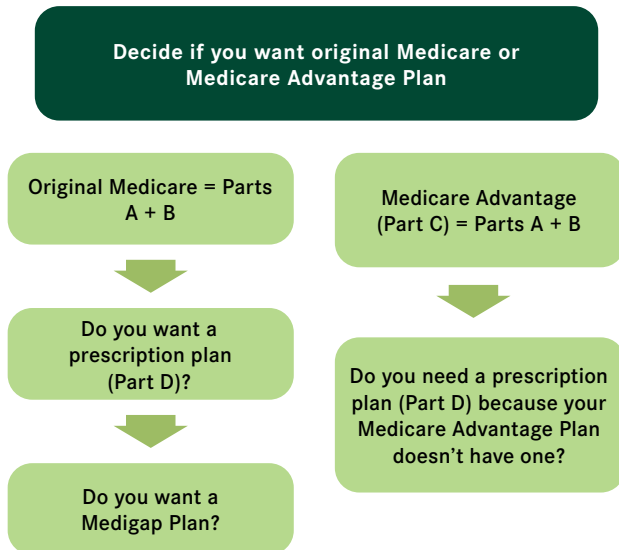 Decide if you want original Medicare or
Medicare Advantage Plan
Original Medicare = Parts
A + B
Do you want a
prescription plan
(Part D)?
Do you want a
Medigap Plan?
Medicare Advantage
(Part C) = Parts A + B
Do you need a prescription
plan (Part D) because your
Medicare Advantage Plan
doesn’t have one?